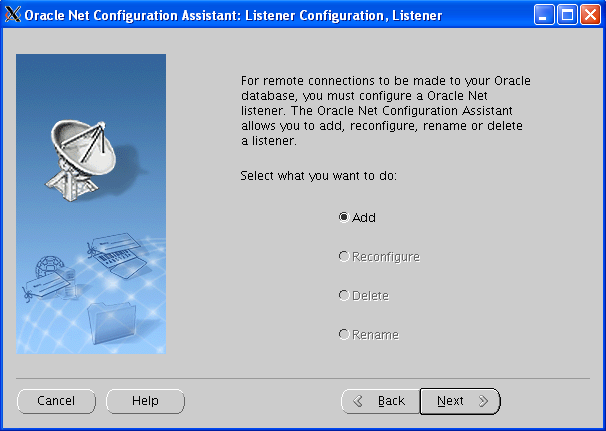 Oracle Net Configuration Assistant: Listener Configuration, Listener
For remote connections to be made to your Oracle
database, you must configure a Oracle Net
listener. The Oracle Net Configuration Assistant
allows you to add, reconfigure, rename or delete
a listener.
Select what you want to do:
Add
Reconfigure
Delete
Rename
Cancel
Help
Back
Next